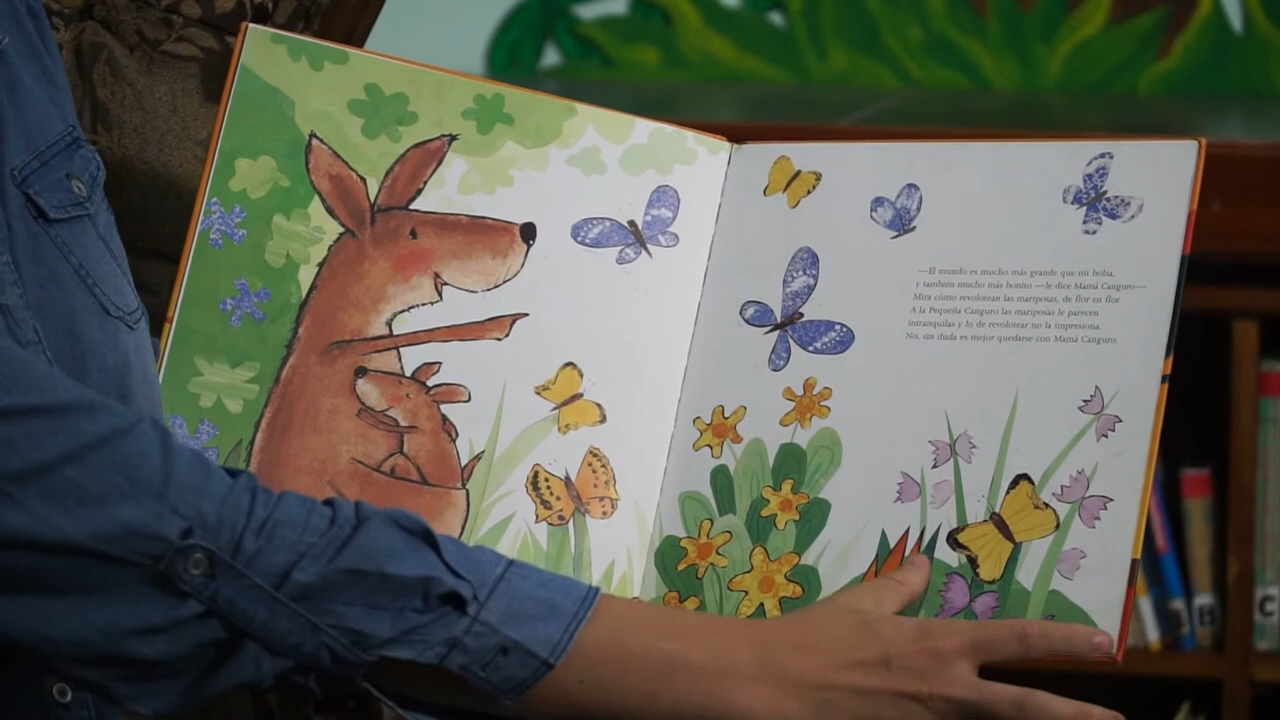 —El mundo es mucho más grande que mi bolsa,
y también mucho más bonito —le dice Mamá Canguro—
Mira cómo revolotean las mariposas, de flor en flor.
A la Pequeña Canguro las mariposas le parecen
intranquilas y lo de revolotear no la impresiona.
No, sin duda es mejor quedarse con Mamá Canguro.
B
C